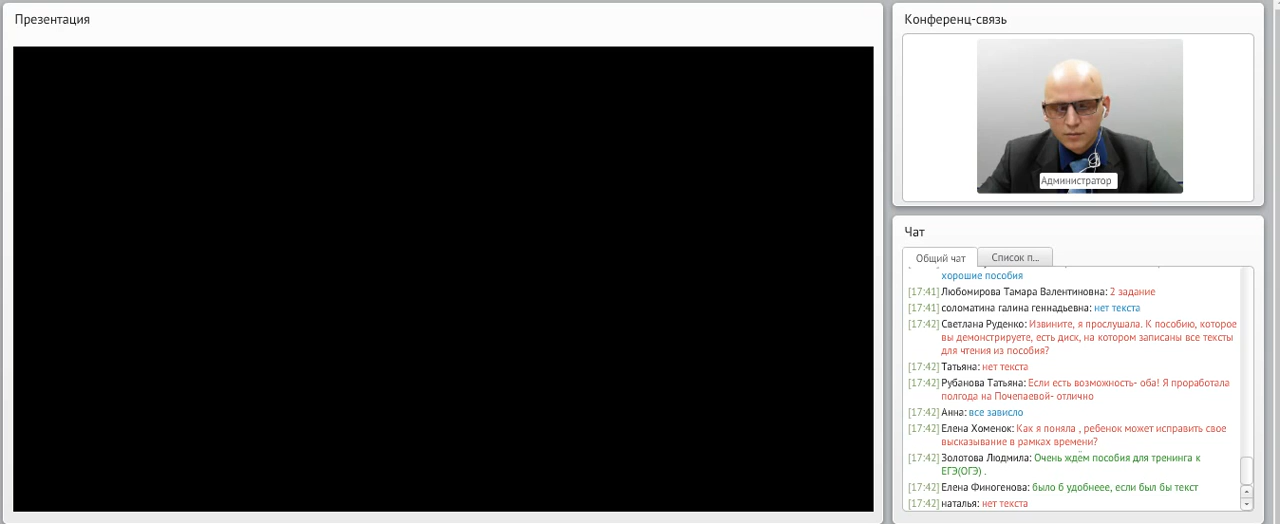 Презентация
Конференц-связь
Администратор
Чат
Общий чат
Список п...
хорошие пособия
[17:41] Любомирова Тамара Валентиновна: 2 задание
[17:41] соломатина галина геннадьевна: нет текста
[17:42] Светлана Руденко: Извините, я прослушала. К пособию, которое
вы демонстрируете, есть диск, на котором записаны все тексты
для чтения из пособия?
[17:42] Татьяна: нет текста
[17:42] Рубанова Татьяна: Если есть возможность- оба! Я проработала
полгода на Почепаевой- отлично
[17:42] Анна: все зависло
[17:42] Елена Хоменок: Как я поняла , ребенок может исправить свое
высказывание в рамках времени?
[17:42] Золотова Людмила: Очень ждём пособия для тренинга к
ЕГЭ(ОГЭ) .
[17:42] Елена Финогенова: было б удобнеее, если был бы текст
[17:42] наталья: нет текста